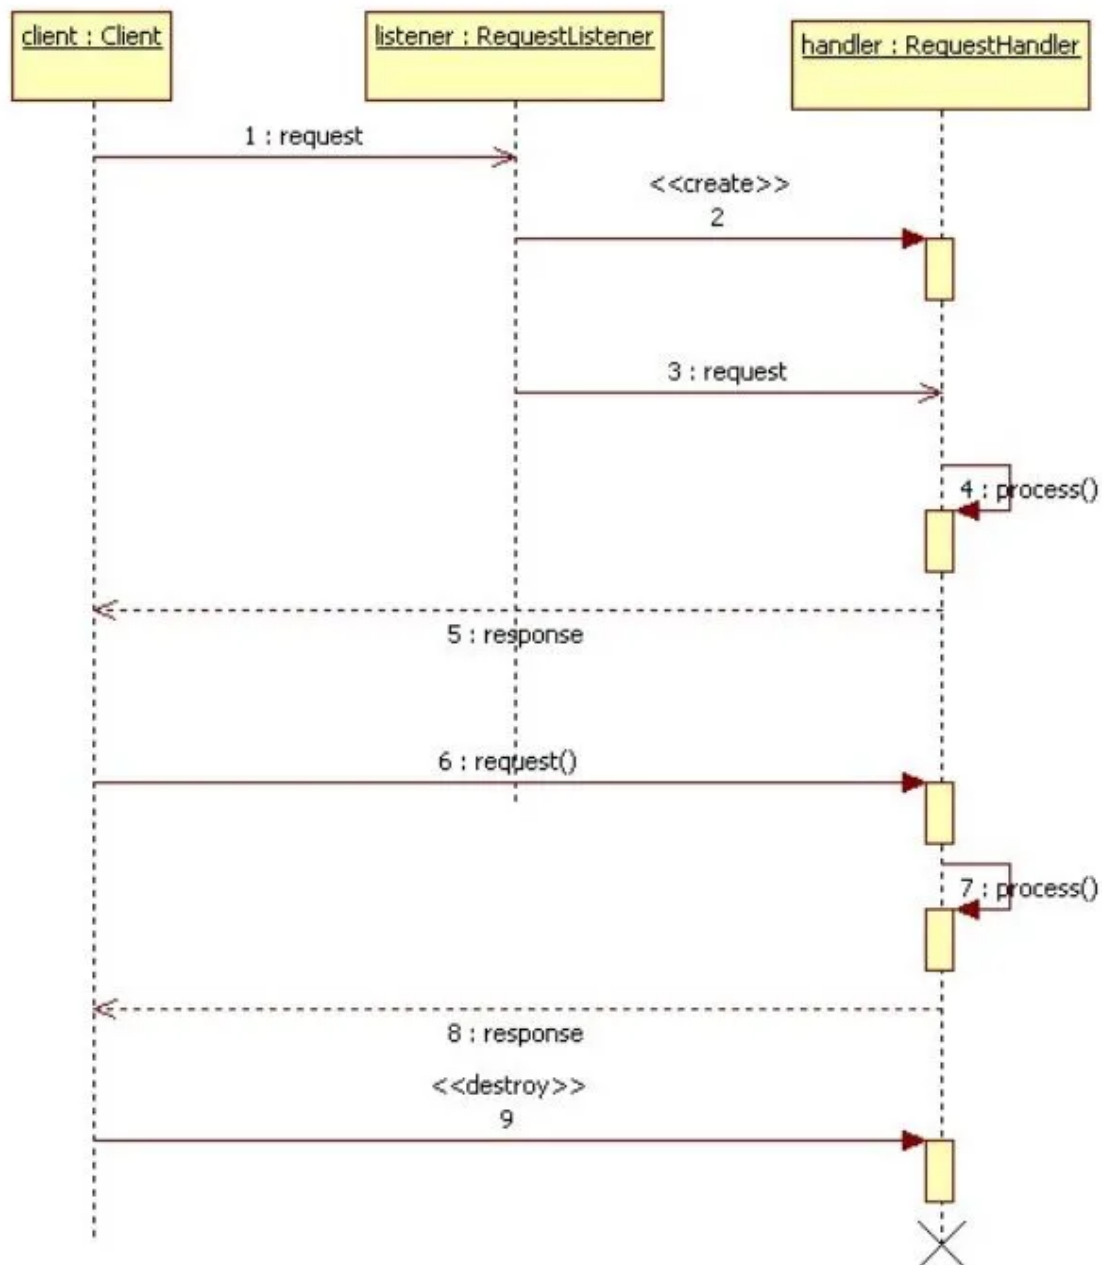 client : Client
listener : RequestListener
handler : RequestHandler
1 : request
<<create>>
2
3 : request
4 : process()
5 : response
6 : request()
7 : process()
8 : response
<<destroy>>
9